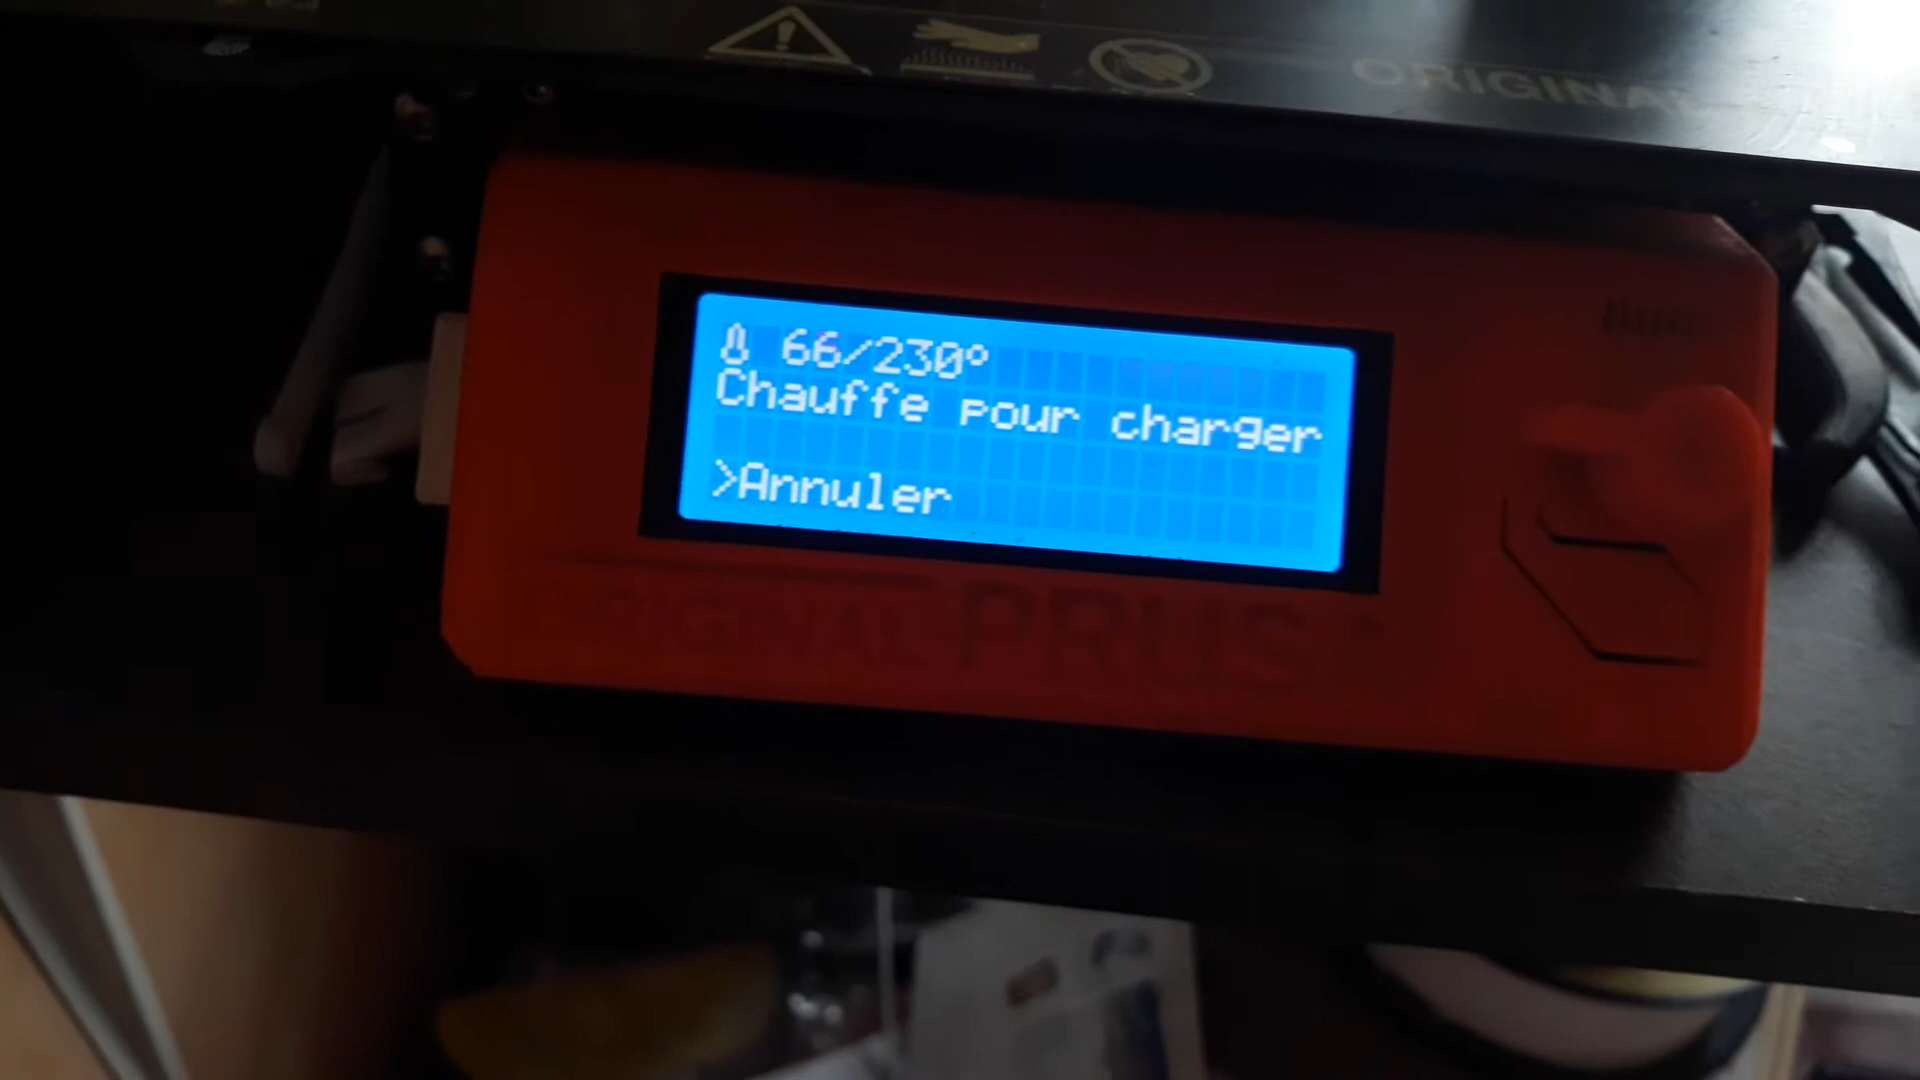 ORIGINAL
66/230°
Chauffe pour charger
>Annuler
ORIGINAL PRUSA